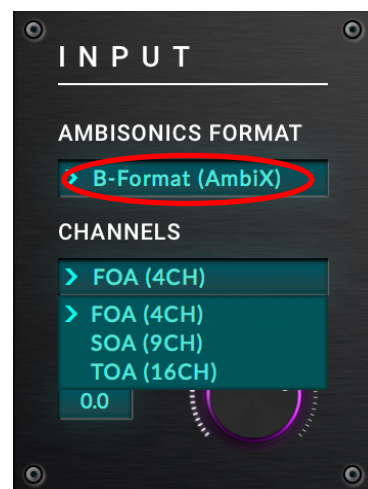 INPUT
AMBISONICS FORMAT
B-Format (AmbiX)
CHANNELS
FOA (4CH)
FOA (4CH)
SOA (9CH)
TOA (16CH)
0.0